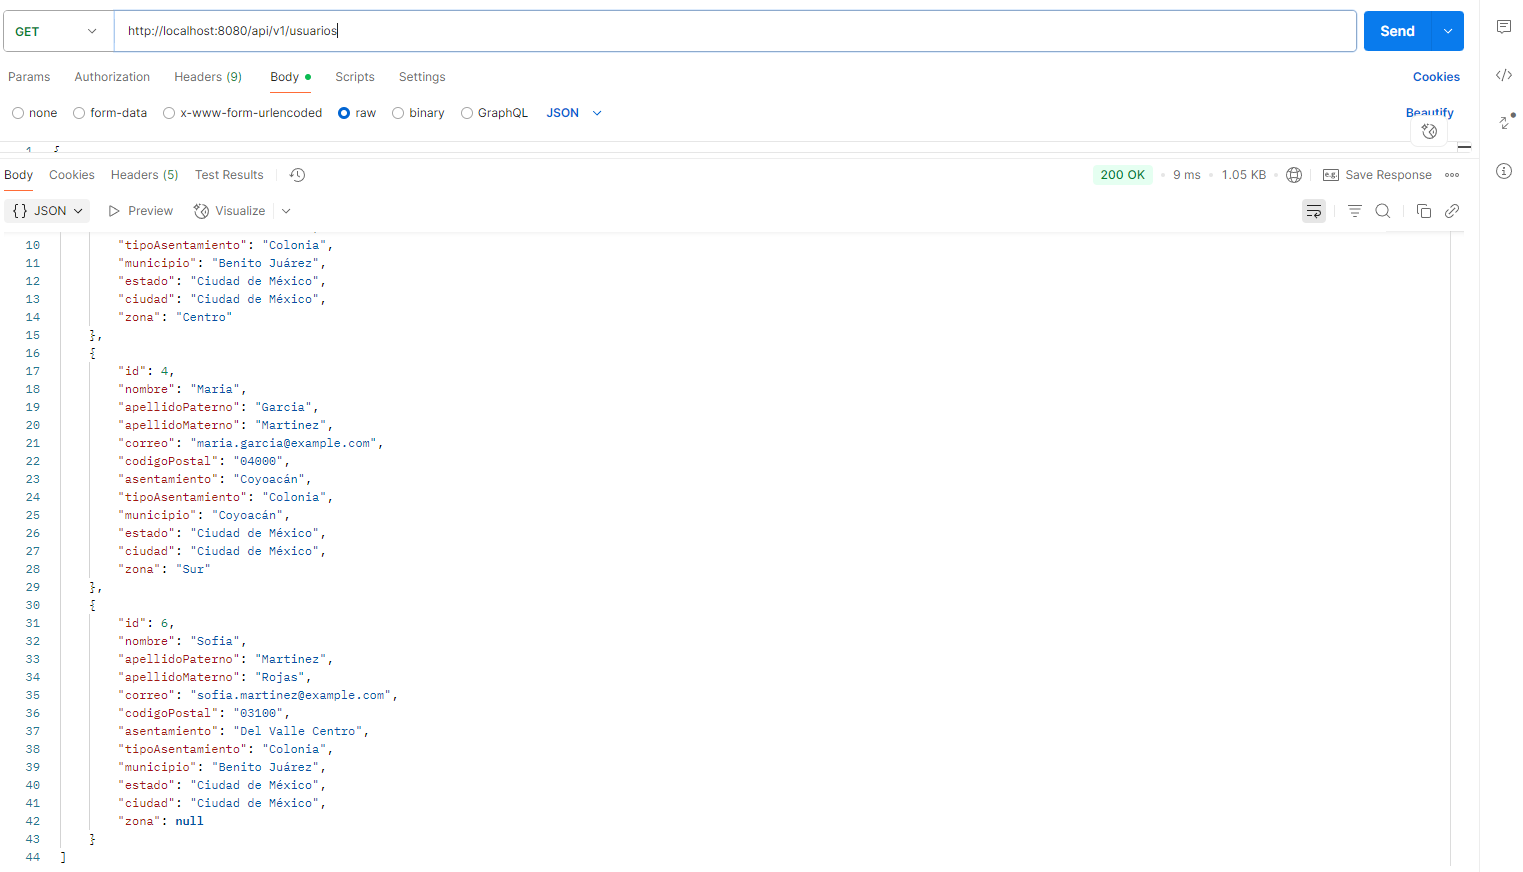 GET http://localhost:8080/api/v1/usuarios Send
Params Authorization Headers (9) Body Scripts Settings Cookies
none form-data x-www-form-urlencoded raw binary GraphQL JSON Beautify
1 {
Body Cookies Headers (5) Test Results 200 OK 9 ms 1.05 KB e.g. Save Response
{} JSON Preview Visualize
10 "tipoAsentamiento": "Colonia",
11 "municipio": "Benito Juárez",
12 "estado": "Ciudad de México",
13 "ciudad": "Ciudad de México",
14 "zona": "Centro"
15 },
16 {
17 "id": 4,
18 "nombre": "Maria",
19 "apellidoPaterno": "Garcia",
20 "apellidoMaterno": "Martinez",
21 "correo": "maria.garcia@example.com",
22 "codigoPostal": "04000",
23 "asentamiento": "Coyoacán",
24 "tipoAsentamiento": "Colonia",
25 "municipio": "Coyoacán",
26 "estado": "Ciudad de México",
27 "ciudad": "Ciudad de México",
28 "zona": "Sur"
29 },
30 {
31 "id": 6,
32 "nombre": "Sofia",
33 "apellidoPaterno": "Martinez",
34 "apellidoMaterno": "Rojas",
35 "correo": "sofia.martinez@example.com",
36 "codigoPostal": "03100",
37 "asentamiento": "Del Valle Centro",
38 "tipoAsentamiento": "Colonia",
39 "municipio": "Benito Juárez",
40 "estado": "Ciudad de México",
41 "ciudad": "Ciudad de México",
42 "zona": null
43 }
44 ]